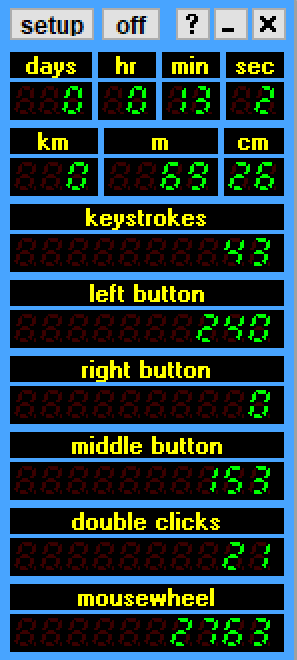 setup off ? _ X
days hr min sec
0 0 13 2
km m cm
0 69 26
keystrokes
43
left button
240
right button
0
middle button
153
double clicks
21
mousewheel
2763